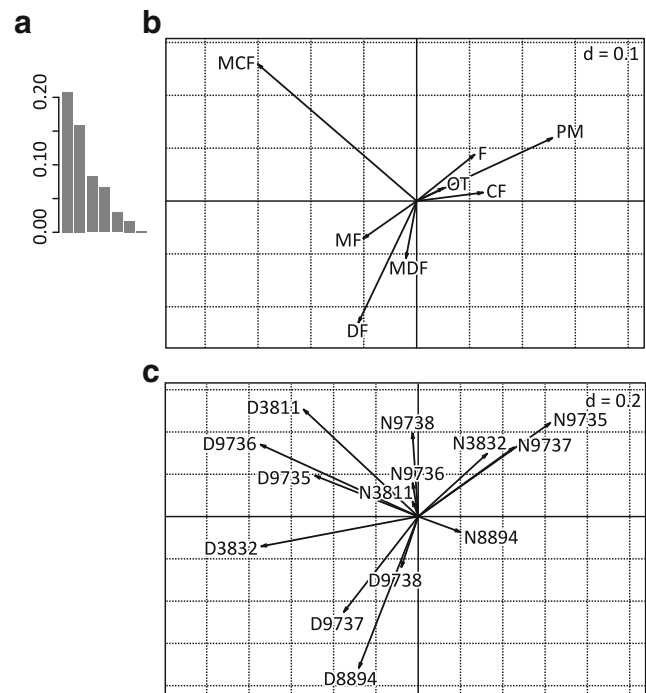 a
0.20
0.10
0.00
b
d = 0.1
MCF
PM
F
OT
CF
MF
MDF
DF
c
d = 0.2
D3811
N9738
N9735
D9736
N3832
N9737
D9735
N9736
N3811
D3832
N8894
D9738
D9737
D8894